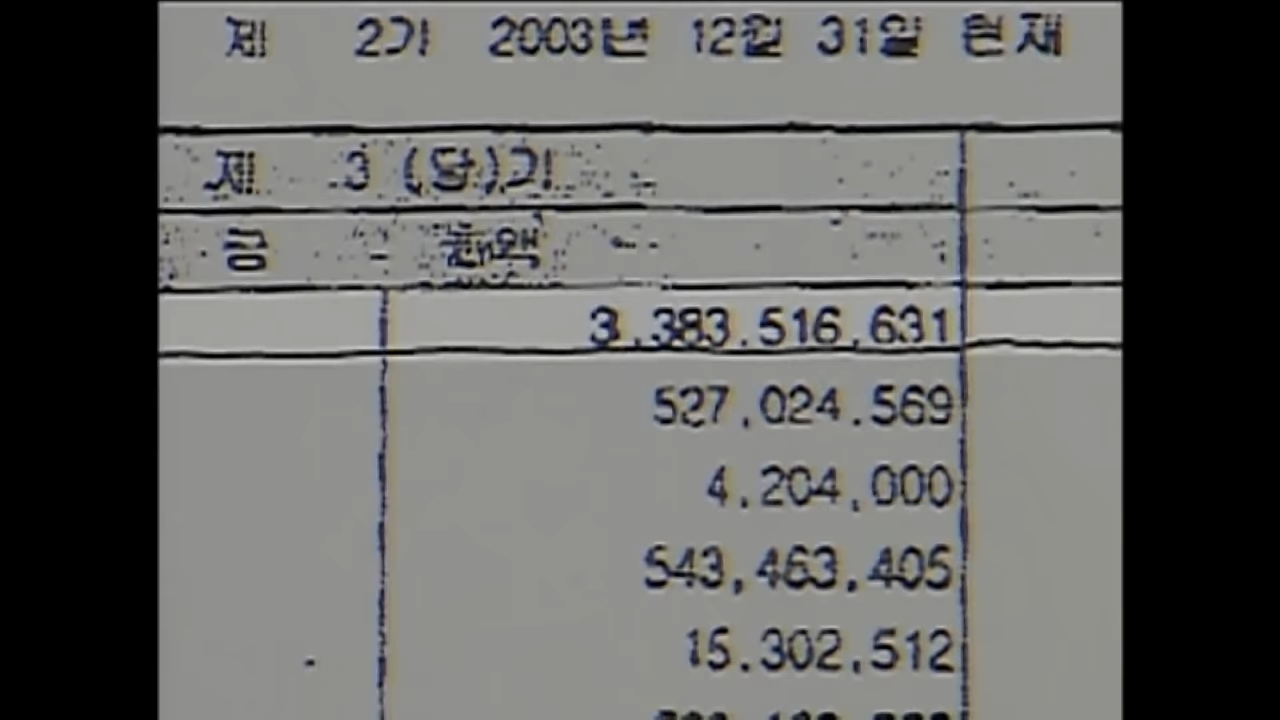 제 2기 2003년 12월 31일 현재
제 3 (당)기
금 액
3,383,516,631
527,024,569
4,204,000
543,463,405
15,302,512